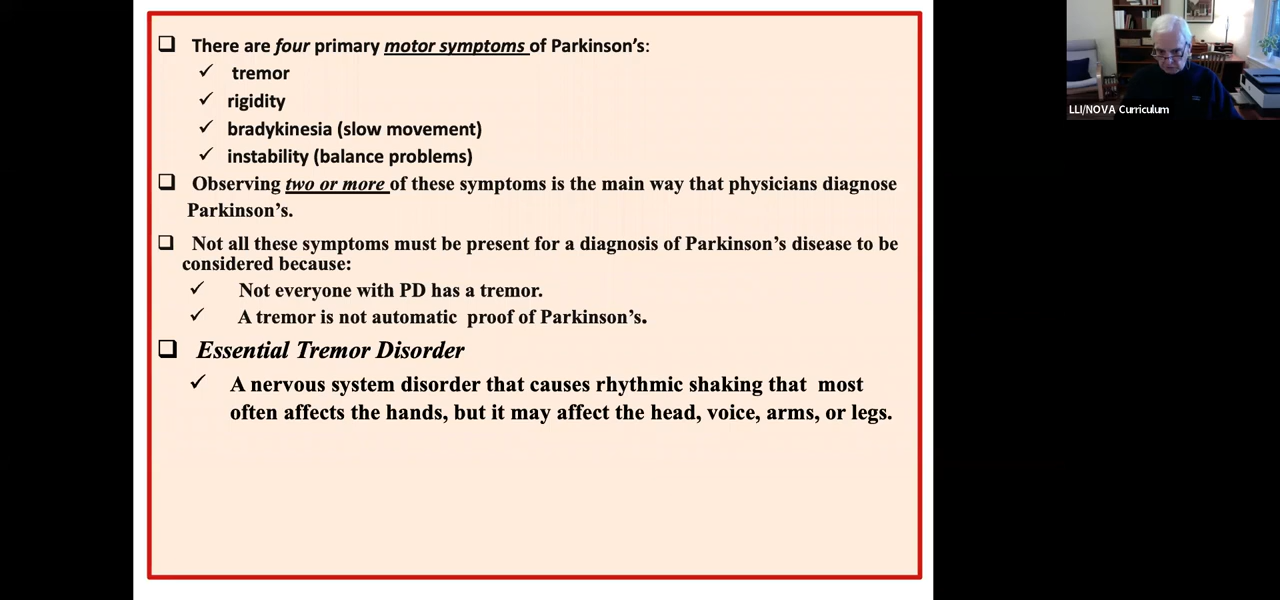 There are four primary motor symptoms of Parkinson's:
tremor
rigidity
bradykinesia (slow movement)
instability (balance problems)
Observing two or more of these symptoms is the main way that physicians diagnose
Parkinson's.
Not all these symptoms must be present for a diagnosis of Parkinson's disease to be
considered because:
Not everyone with PD has a tremor.
A tremor is not automatic proof of Parkinson's.
Essential Tremor Disorder
A nervous system disorder that causes rhythmic shaking that most
often affects the hands, but it may affect the head, voice, arms, or legs.
LLI/NOVA Curriculum